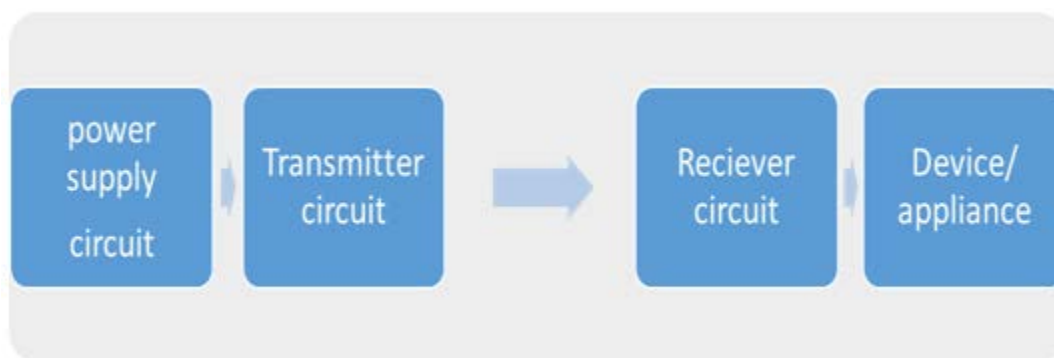 power
supply
circuit
Transmitter
circuit
Reciever
circuit
Device/
appliance